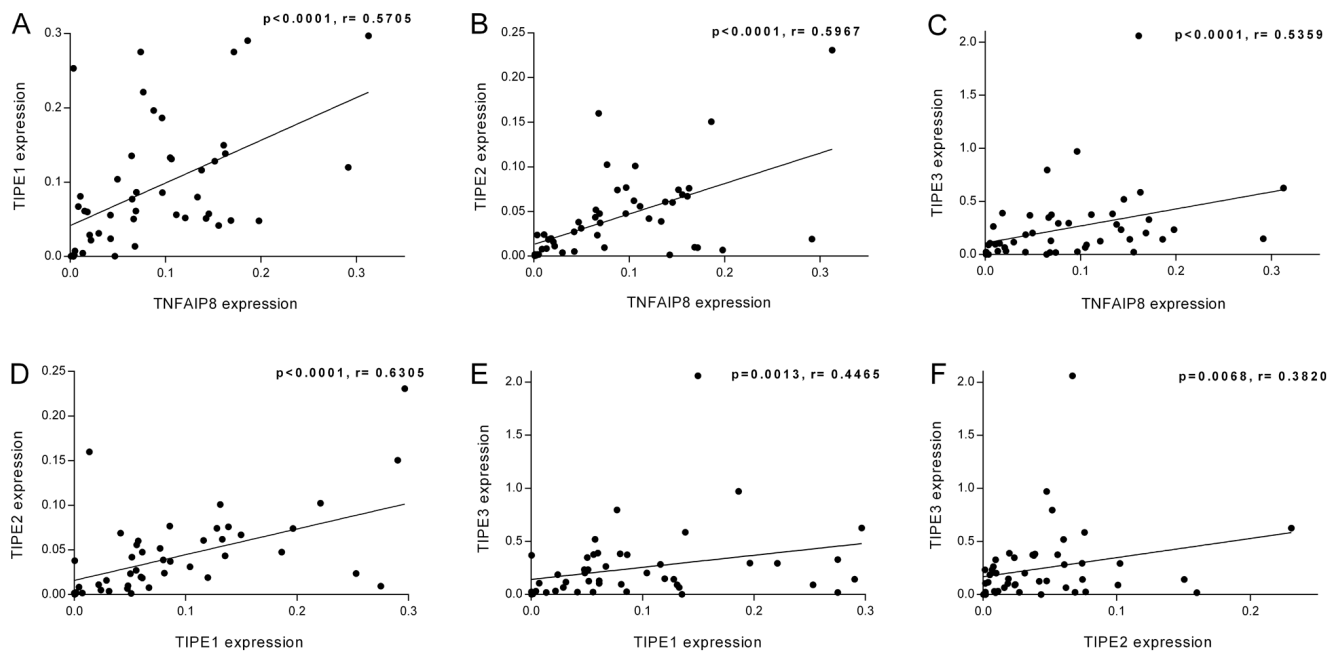 A
p<0.0001, r= 0.5705
TIPE1 expression
0.3
0.2
0.1
0.0
0.0 0.1 0.2 0.3
TNFAIP8 expression
B
p<0.0001, r= 0.5967
TIPE2 expression
0.25
0.20
0.15
0.10
0.05
0.00
0.0 0.1 0.2 0.3
TNFAIP8 expression
C
p<0.0001, r= 0.5359
TIPE3 expression
2.0
1.5
1.0
0.5
0.0
0.0 0.1 0.2 0.3
TNFAIP8 expression
D
p<0.0001, r= 0.6305
TIPE2 expression
0.25
0.20
0.15
0.10
0.05
0.00
0.0 0.1 0.2 0.3
TIPE1 expression
E
p=0.0013, r= 0.4465
TIPE3 expression
2.0
1.5
1.0
0.5
0.0
0.0 0.1 0.2 0.3
TIPE1 expression
F
p=0.0068, r= 0.3820
TIPE3 expression
2.0
1.5
1.0
0.5
0.0
0.0 0.1 0.2
TIPE2 expression